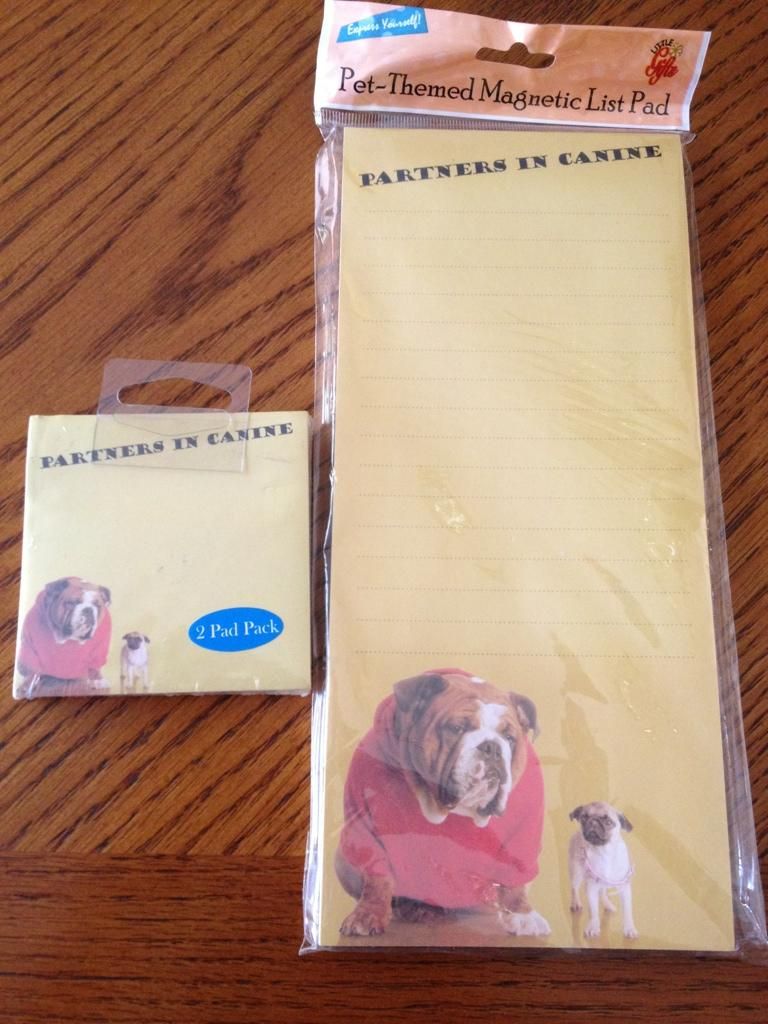 Express Yourself!
LITTLE
Gifts
Pet-Themed Magnetic List Pad
PARTNERS IN CANINE
PARTNERS IN CANINE
2 Pad Pack